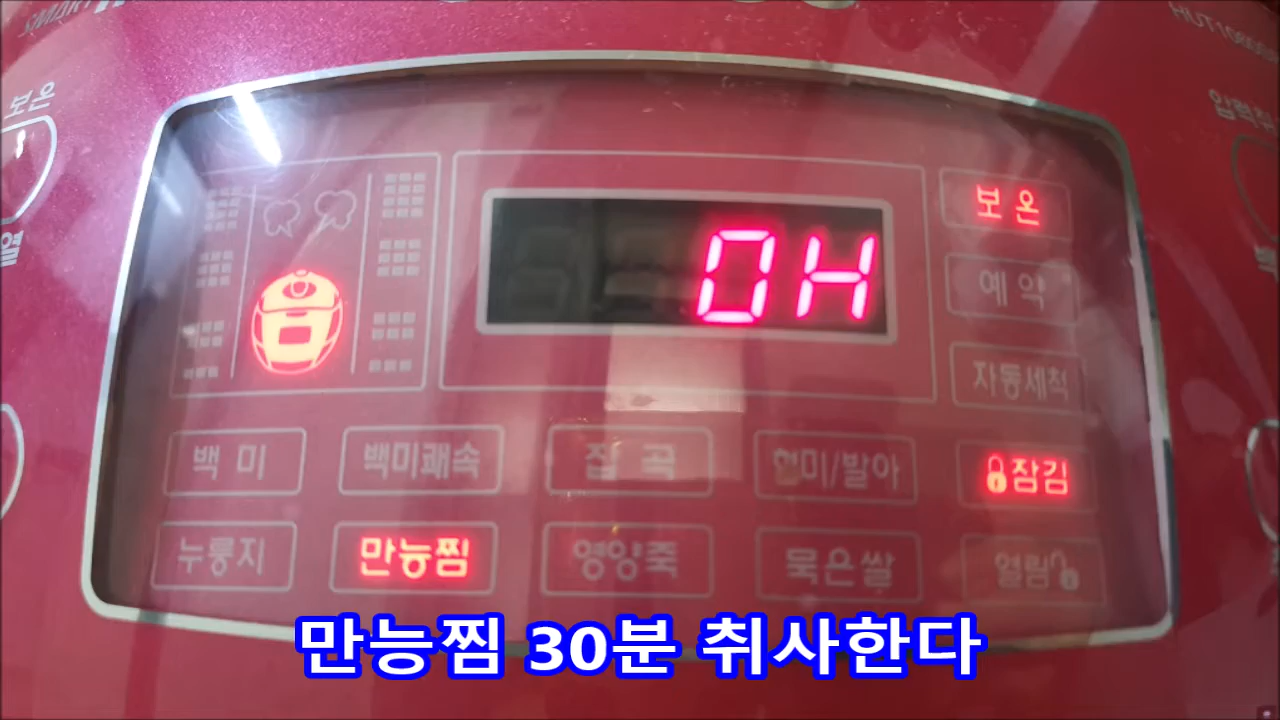 SMART
보온
열
0H
보온
예약
자동세척
백미
백미쾌속
잡곡
현미/발아
잠김
누룽지
만능찜
영양죽
묵은쌀
열림
만능찜 30분 취사한다